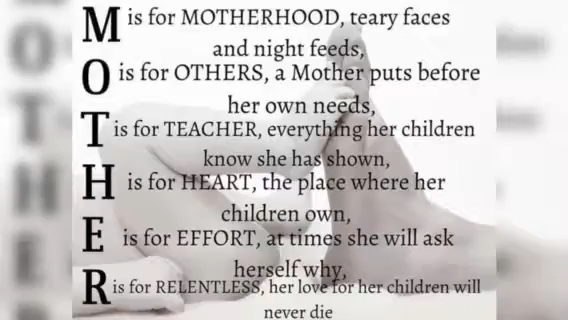 M is for MOTHERHOOD, teary faces
and night feeds,
O is for OTHERS, a Mother puts before
her own needs,
T is for TEACHER, everything her children
know she has shown,
H is for HEART, the place where her
children own,
E is for EFFORT, at times she will ask
herself why,
R is for RELENTLESS, her love for her children will
never die